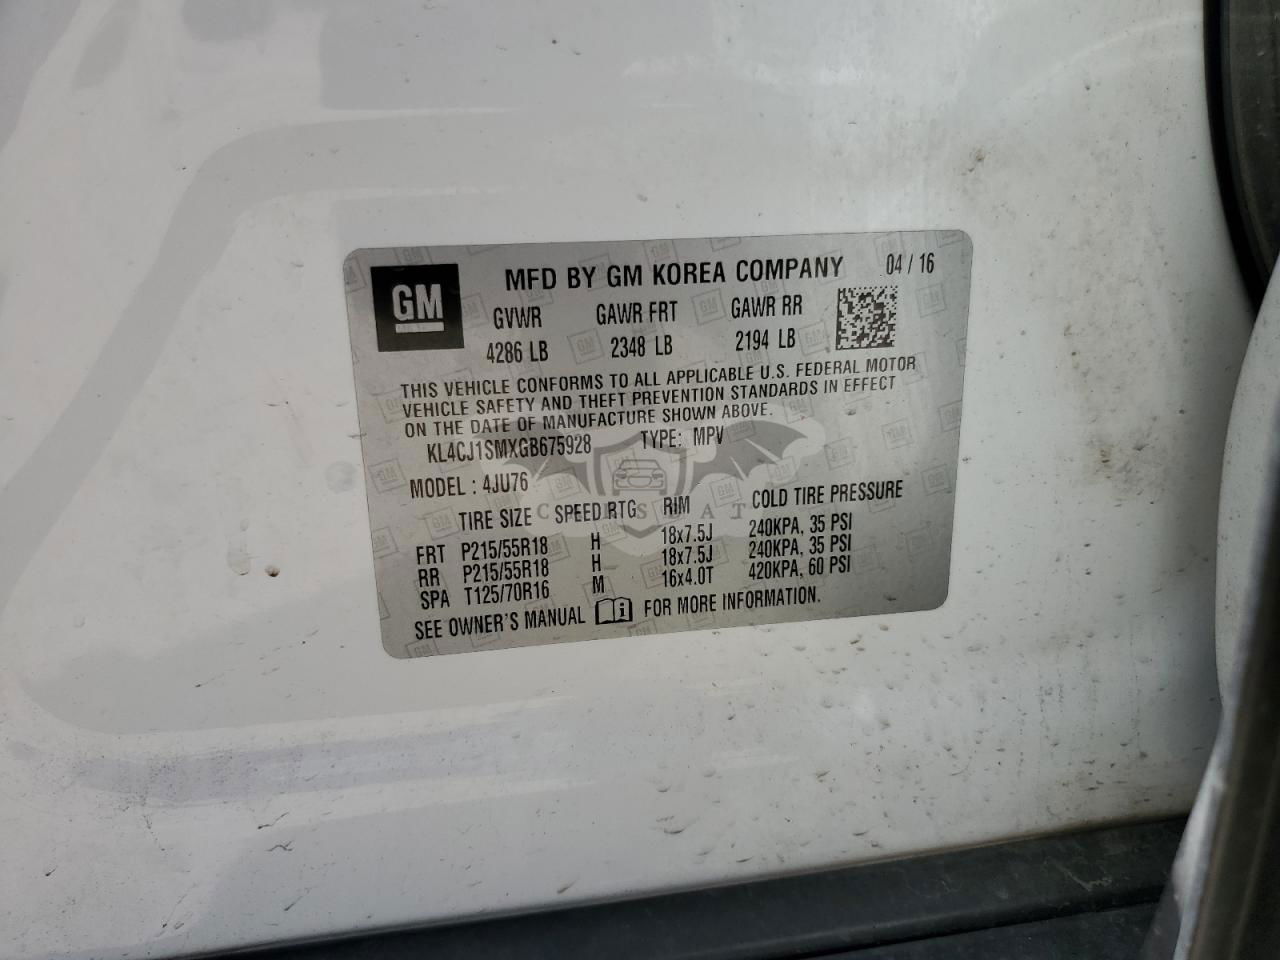 GM
MFD BY GM KOREA COMPANY 04 / 16
GVWR GAWR FRT GAWR RR
4286 LB 2348 LB 2194 LB
THIS VEHICLE CONFORMS TO ALL APPLICABLE U.S. FEDERAL MOTOR
VEHICLE SAFETY AND THEFT PREVENTION STANDARDS IN EFFECT
ON THE DATE OF MANUFACTURE SHOWN ABOVE.
KL4CJ1SMXGB675928 TYPE: MPV
MODEL : 4JU76
TIRE SIZE SPEED RTG RIM COLD TIRE PRESSURE
FRT P215/55R18 H 18x7.5J 240KPA, 35 PSI
RR P215/55R18 H 18x7.5J 240KPA, 35 PSI
SPA T125/70R16 M 16x4.0T 420KPA, 60 PSI
SEE OWNER'S MANUAL FOR MORE INFORMATION.